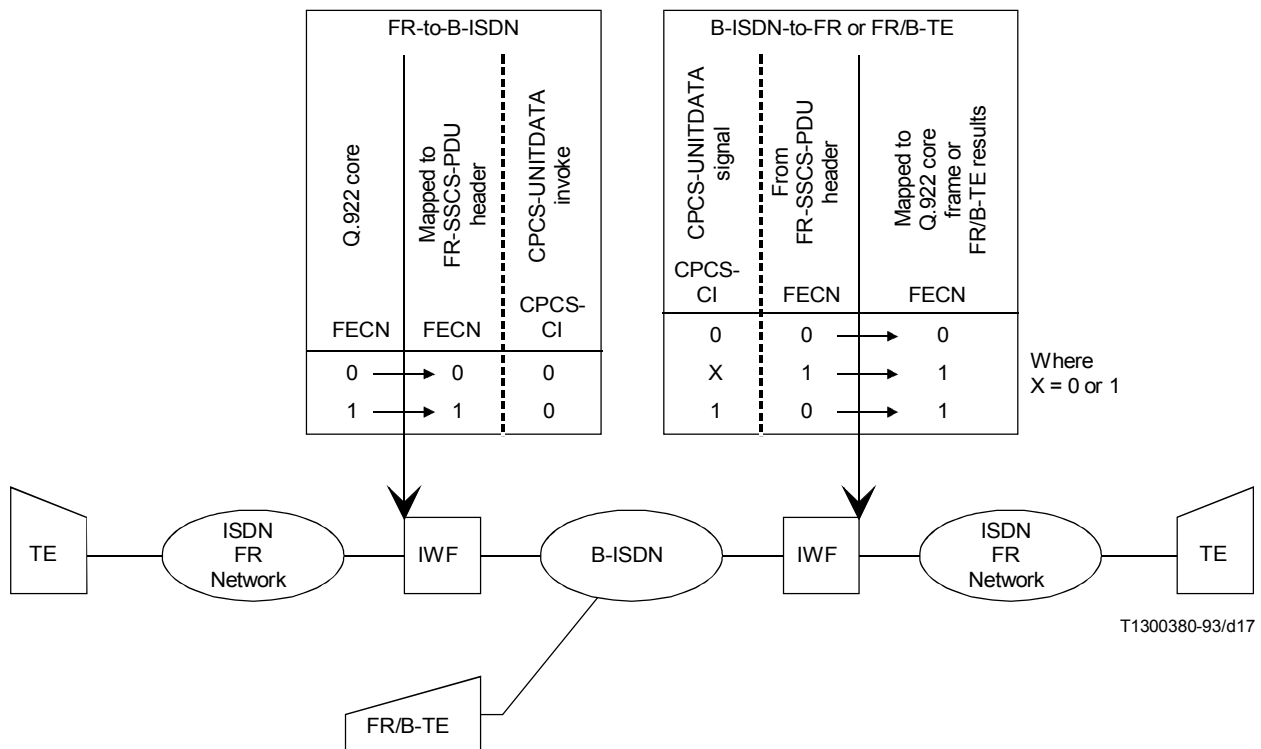 FR-to-B-ISDN
Q.922 core
Mapped to
FR-SSCS-PDU
header
CPCS-UNITDATA
invoke
FECN
FECN
CPCS-
CI
0
0
0
1
1
0
B-ISDN-to-FR or FR/B-TE
CPCS-UNITDATA
signal
From
FR-SSCS-PDU
header
Mapped to
Q.922 core
frame or
FR/B-TE results
CPCS-
CI
FECN
FECN
0
0
0
X
1
1
1
0
1
Where
X = 0 or 1
TE
ISDN
FR
Network
IWF
B-ISDN
IWF
ISDN
FR
Network
TE
T1300380-93/d17
FR/B-TE